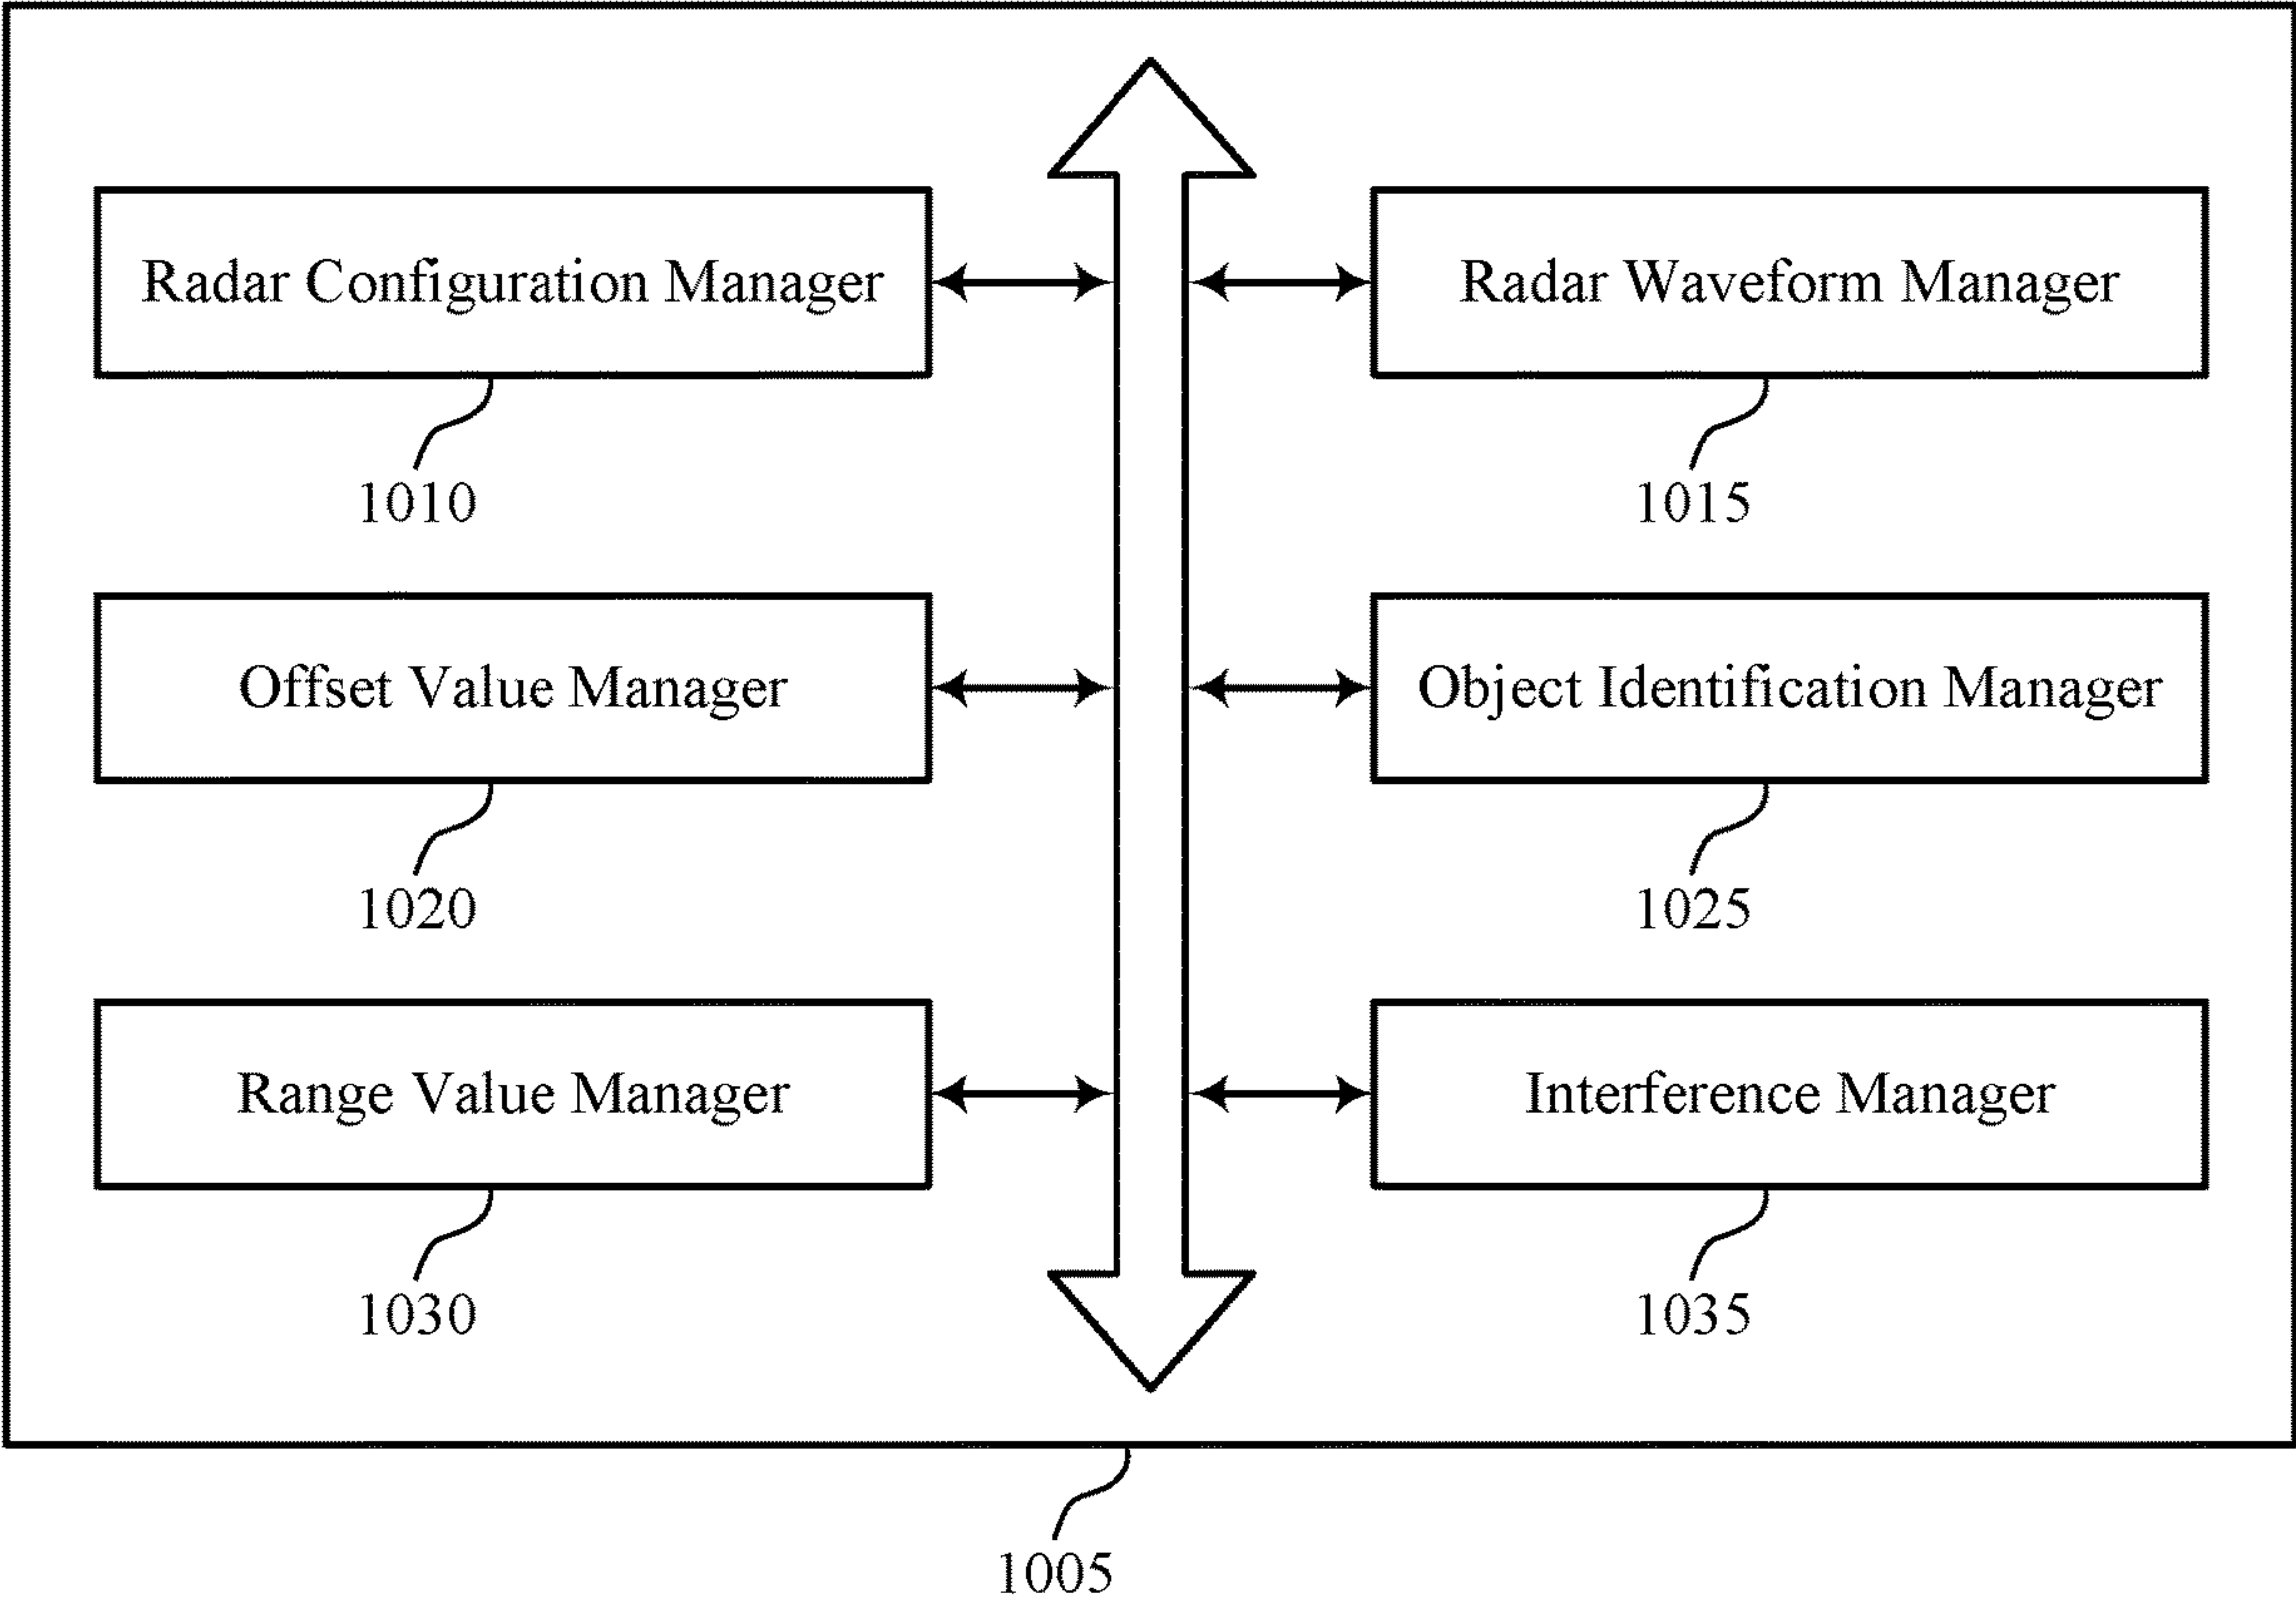 Radar Configuration Manager
Radar Waveform Manager
1010
1015
Offset Value Manager
Object Identification Manager
1020
1025
Range Value Manager
Interference Manager
1030
1035
1005